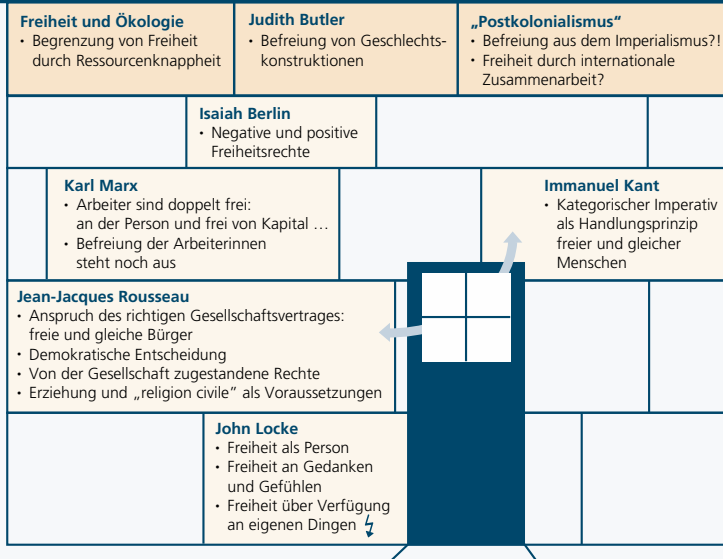 Freiheit und Ökologie
• Begrenzung von Freiheit
durch Ressourcenknappheit
Judith Butler
• Befreiung von Geschlechts-
konstruktionen
„Postkolonialismus“
• Befreiung aus dem Imperialismus?!
• Freiheit durch internationale
Zusammenarbeit?
Isaiah Berlin
• Negative und positive
Freiheitsrechte
Karl Marx
• Arbeiter sind doppelt frei:
an der Person und frei von Kapital …
• Befreiung der Arbeiterinnen
steht noch aus
Immanuel Kant
• Kategorischer Imperativ
als Handlungsprinzip
freier und gleicher
Menschen
Jean-Jacques Rousseau
• Anspruch des richtigen Gesellschaftsvertrages:
freie und gleiche Bürger
• Demokratische Entscheidung
• Von der Gesellschaft zugestandene Rechte
• Erziehung und „religion civile” als Voraussetzungen
John Locke
• Freiheit als Person
• Freiheit an Gedanken
und Gefühlen
• Freiheit über Verfügung
an eigenen Dingen